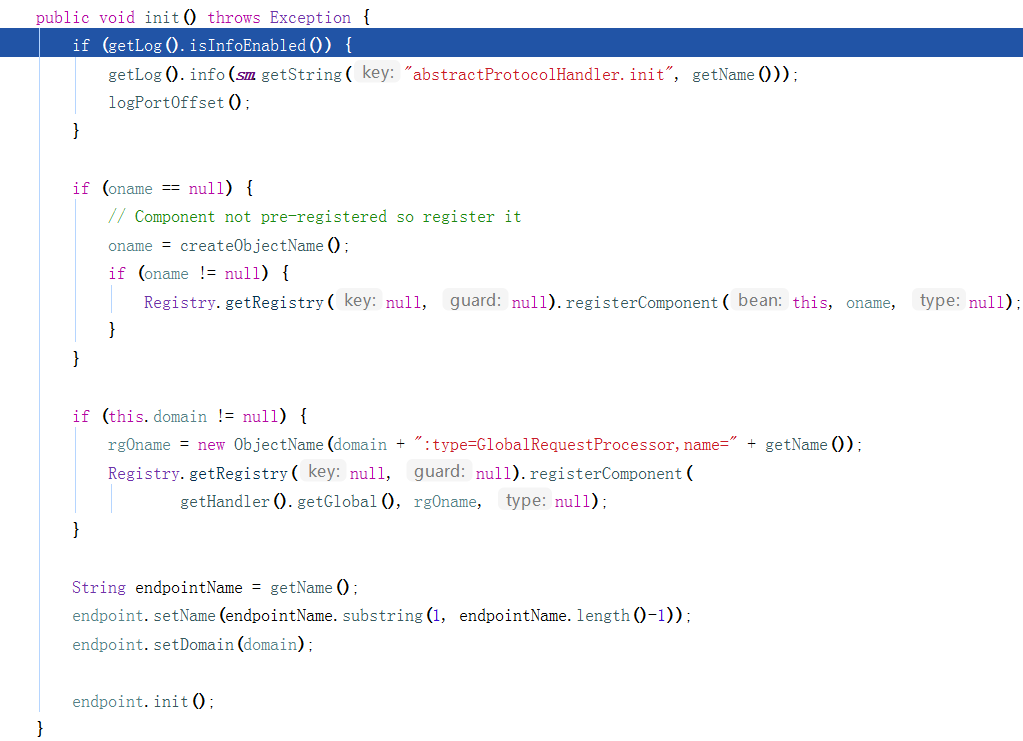 public void init() throws Exception {
if (getLog().isInfoEnabled()) {
getLog().info(sm.getString( key: "abstractProtocolHandler.init", getName()));
logPortOffset();
}
if (oname == null) {
// Component not pre-registered so register it
oname = createObjectName();
if (oname != null) {
Registry.getRegistry( key: null, guard: null).registerComponent( bean: this, oname, type: null);
}
}
if (this.domain != null) {
rgOname = new ObjectName(domain + ":type=GlobalRequestProcessor,name=" + getName());
Registry.getRegistry( key: null, guard: null).registerComponent(
getHandler().getGlobal(), rgOname, type: null);
}
String endpointName = getName();
endpoint.setName(endpointName.substring(1, endpointName.length()-1));
endpoint.setDomain(domain);
endpoint.init();
}